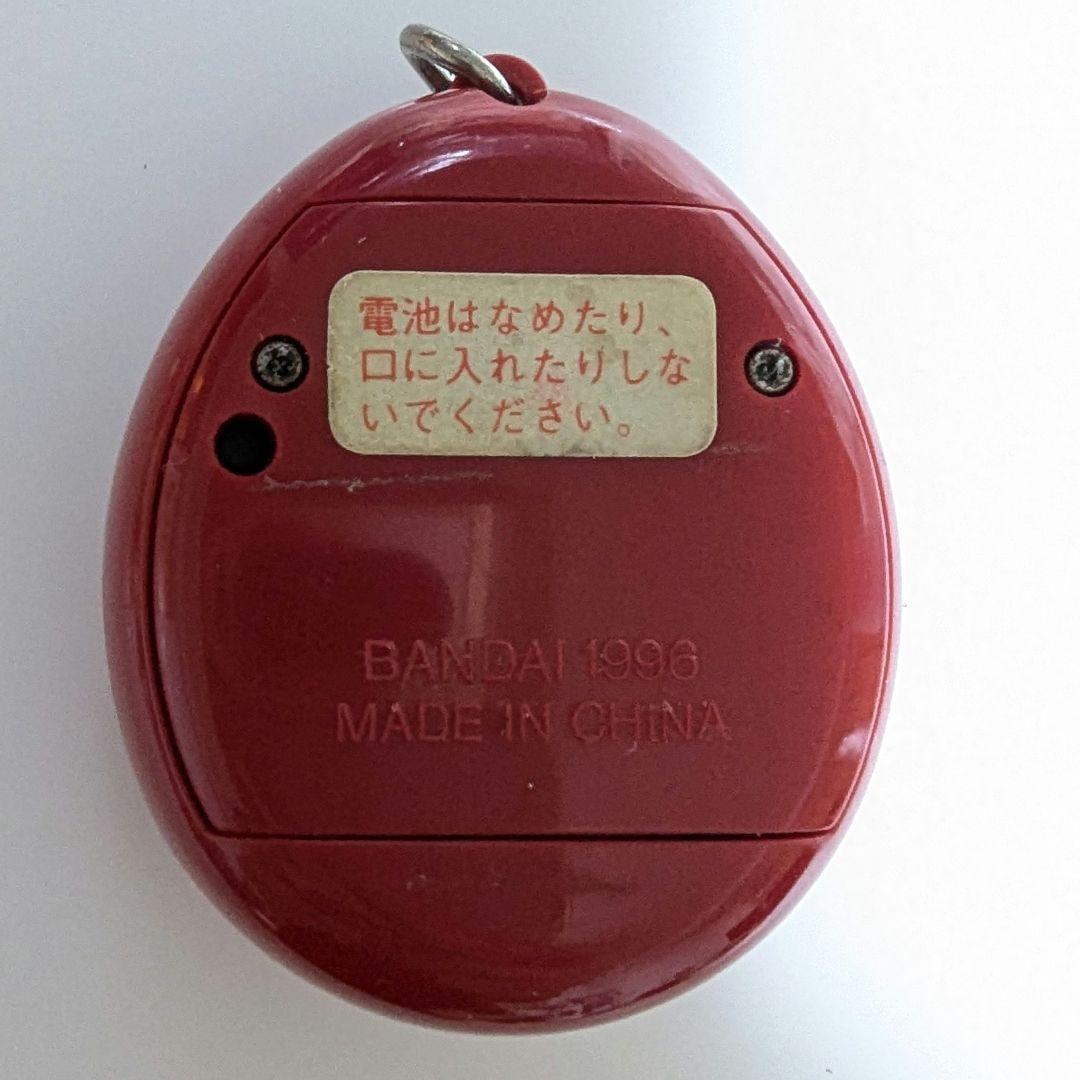 電池はなめたり、
口に入れたりしな
いでください。
BANDAI 1996
MADE IN CHINA